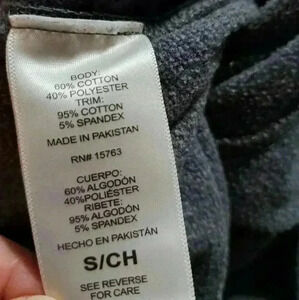 BODY:
60% COTTON
40% POLYESTER
TRIM:
95% COTTON
5% SPANDEX
MADE IN PAKISTAN
RN# 15763
CUERPO:
60% ALGODÓN
40%POLIÉSTER
RIBETE:
95% ALGODÓN
5% SPANDEX
HECHO EN PAKISTÁN
S/CH
SEE REVERSE
FOR CARE